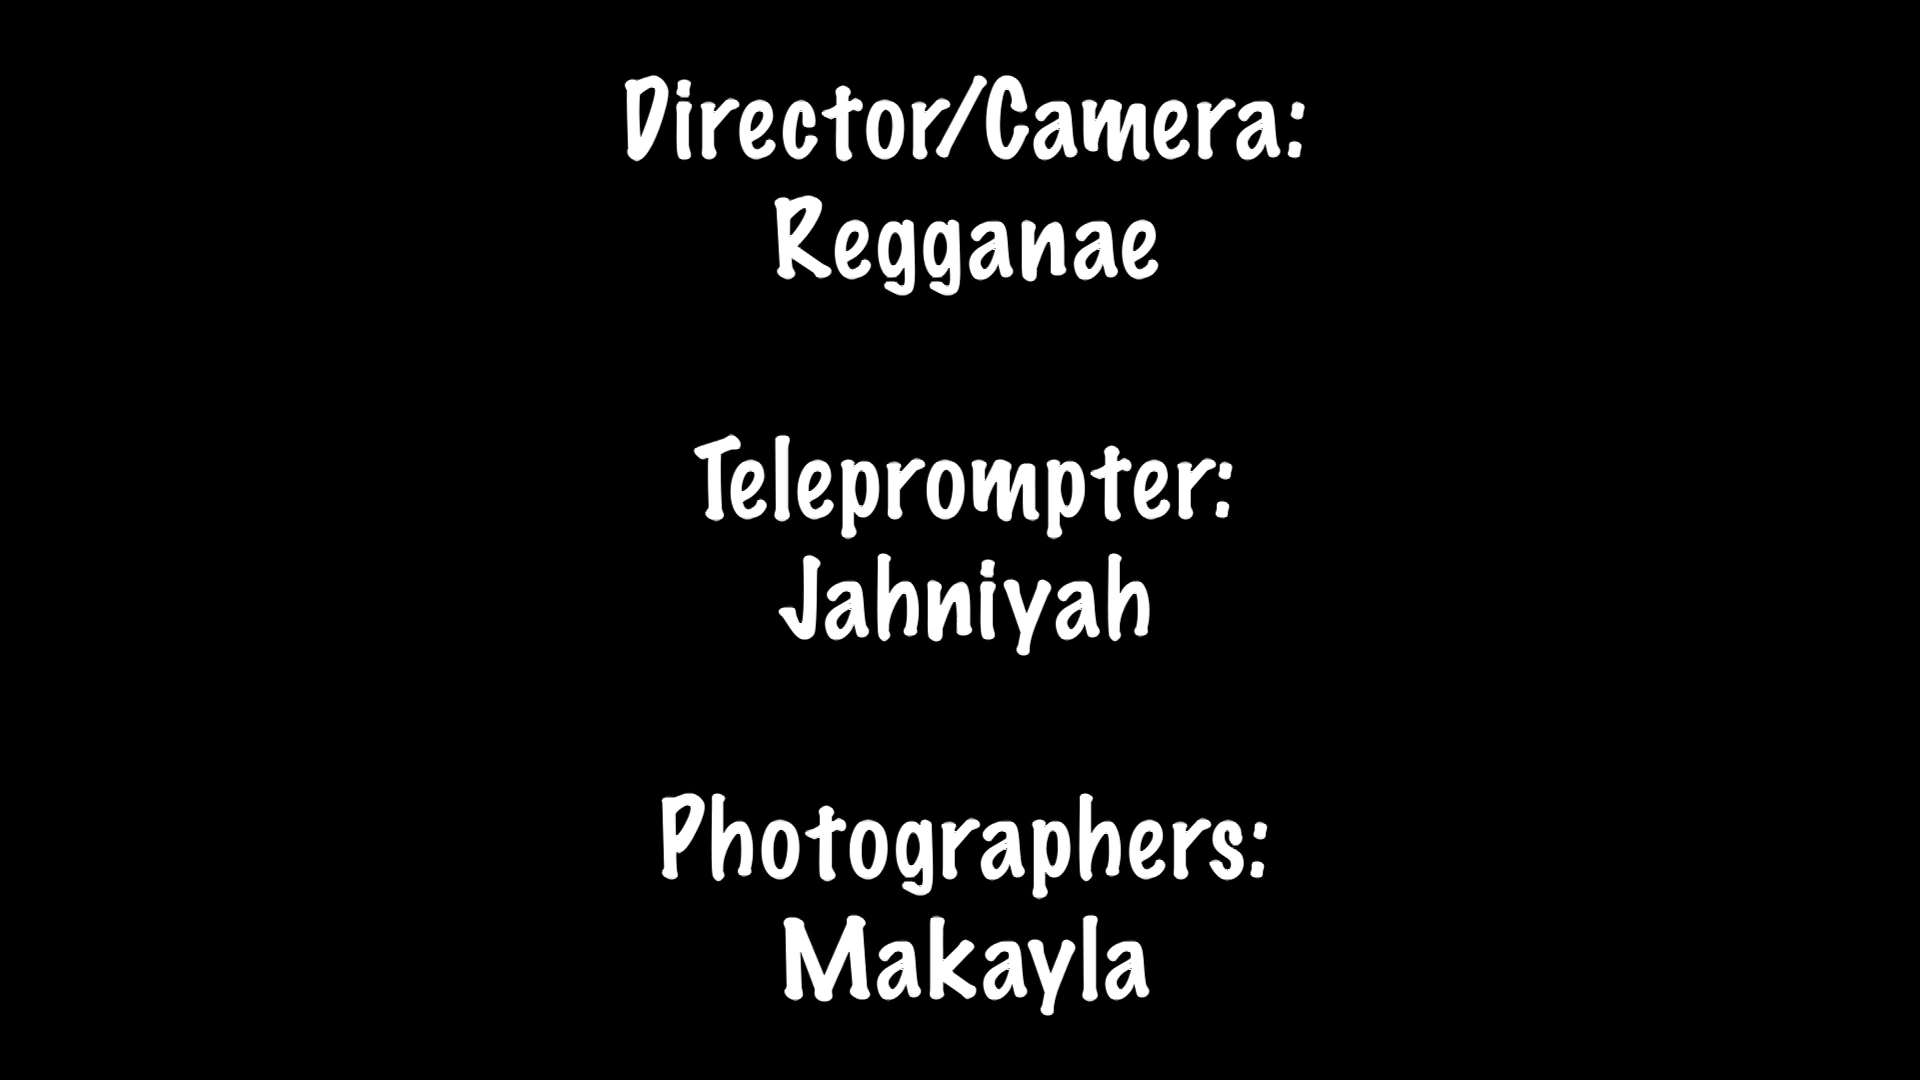 Director/Camera:
Regganae
Teleprompter:
Jahniyah
Photographers:
Makayla